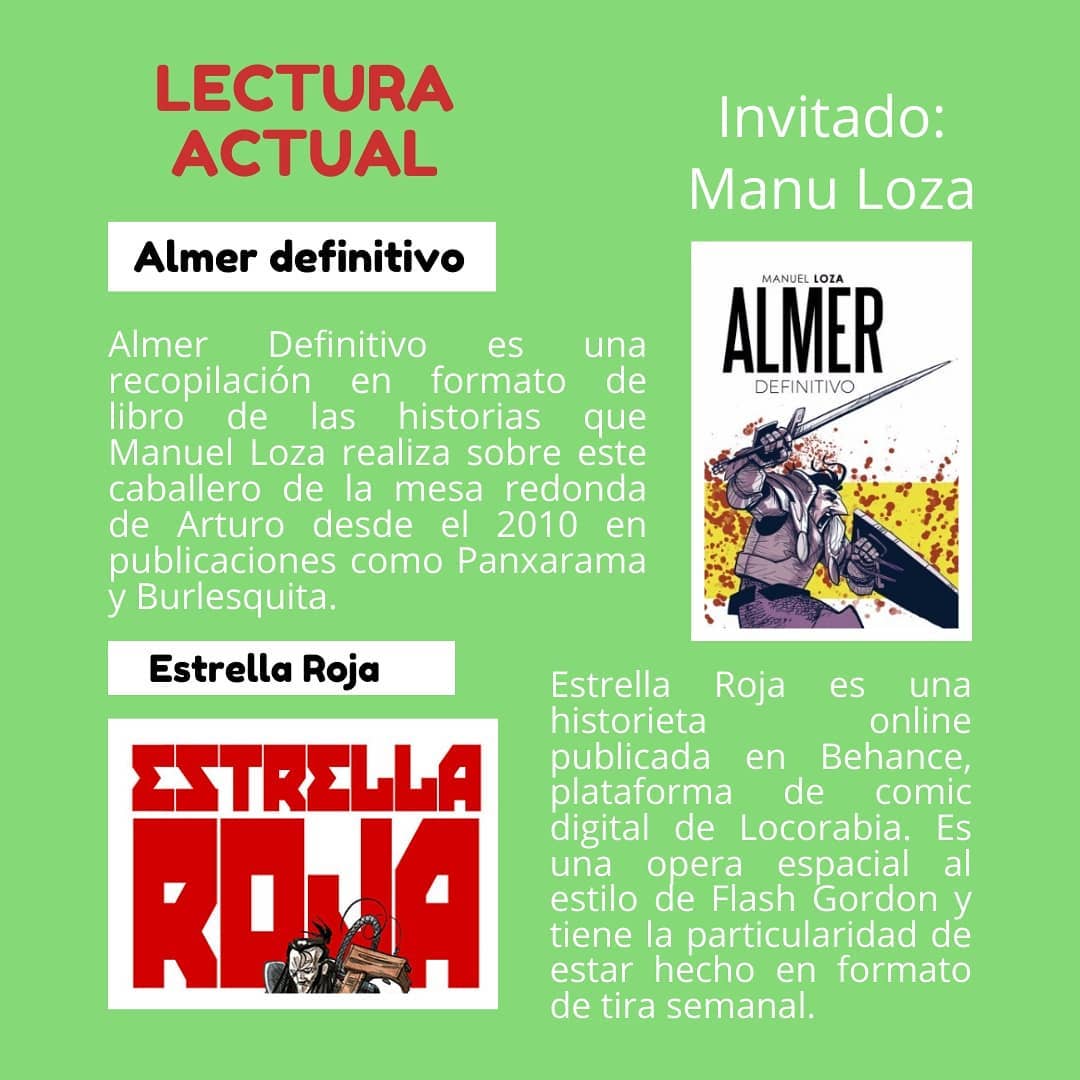 LECTURA
ACTUAL
Invitado:
Manu Loza
Almer definitivo
Almer Definitivo es una
recopilación en formato de
libro de las historias que
Manuel Loza realiza sobre este
caballero de la mesa redonda
de Arturo desde el 2010 en
publicaciones como Panxarama
y Burlesquita.
MANUEL LOZA
ALMER
DEFINITIVO
Estrella Roja
ESTRELLA
ROJA
Estrella Roja es una
historieta online
publicada en Behance,
plataforma de comic
digital de Locorabia. Es
una opera espacial al
estilo de Flash Gordon y
tiene la particularidad de
estar hecho en formato
de tira semanal.